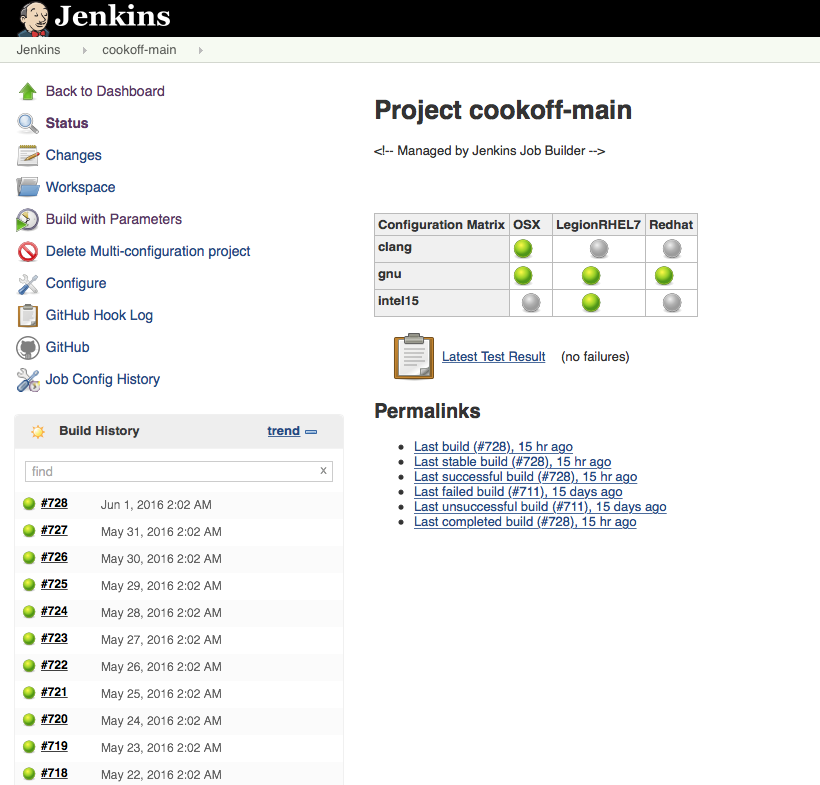 Jenkins
Jenkins cookoff-main
Back to Dashboard
Status
Changes
Workspace
Build with Parameters
Delete Multi-configuration project
Configure
GitHub Hook Log
GitHub
Job Config History
Build History trend
find x
#728 Jun 1, 2016 2:02 AM
#727 May 31, 2016 2:02 AM
#726 May 30, 2016 2:02 AM
#725 May 29, 2016 2:02 AM
#724 May 28, 2016 2:02 AM
#723 May 27, 2016 2:02 AM
#722 May 26, 2016 2:02 AM
#721 May 25, 2016 2:02 AM
#720 May 24, 2016 2:02 AM
#719 May 23, 2016 2:02 AM
#718 May 22, 2016 2:02 AM
Project cookoff-main
<!-- Managed by Jenkins Job Builder -->
Configuration Matrix OSX LegionRHEL7 Redhat
clang
gnu
intel15
Latest Test Result (no failures)
Permalinks
Last build (#728), 15 hr ago
Last stable build (#728), 15 hr ago
Last successful build (#728), 15 hr ago
Last failed build (#711), 15 days ago
Last unsuccessful build (#711), 15 days ago
Last completed build (#728), 15 hr ago